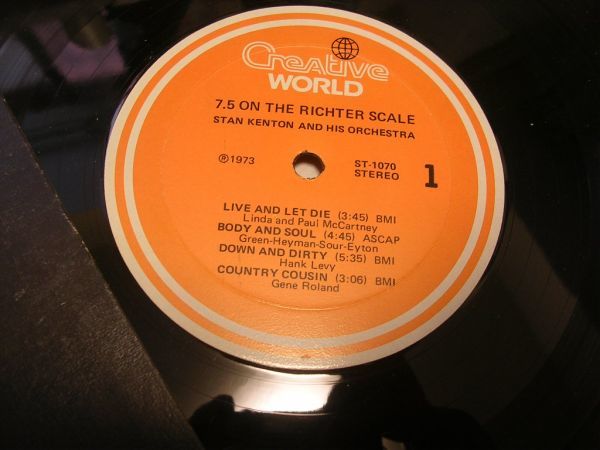 Creative
WORLD
7.5 ON THE RICHTER SCALE
STAN KENTON AND HIS ORCHESTRA
℗1973
ST-1070
STEREO
1
LIVE AND LET DIE (3:45) BMI
Linda and Paul McCartney
BODY AND SOUL (4:45) ASCAP
Green-Heyman-Sour-Eyton
DOWN AND DIRTY (5:35) BMI
Hank Levy
COUNTRY COUSIN (3:06) BMI
Gene Roland